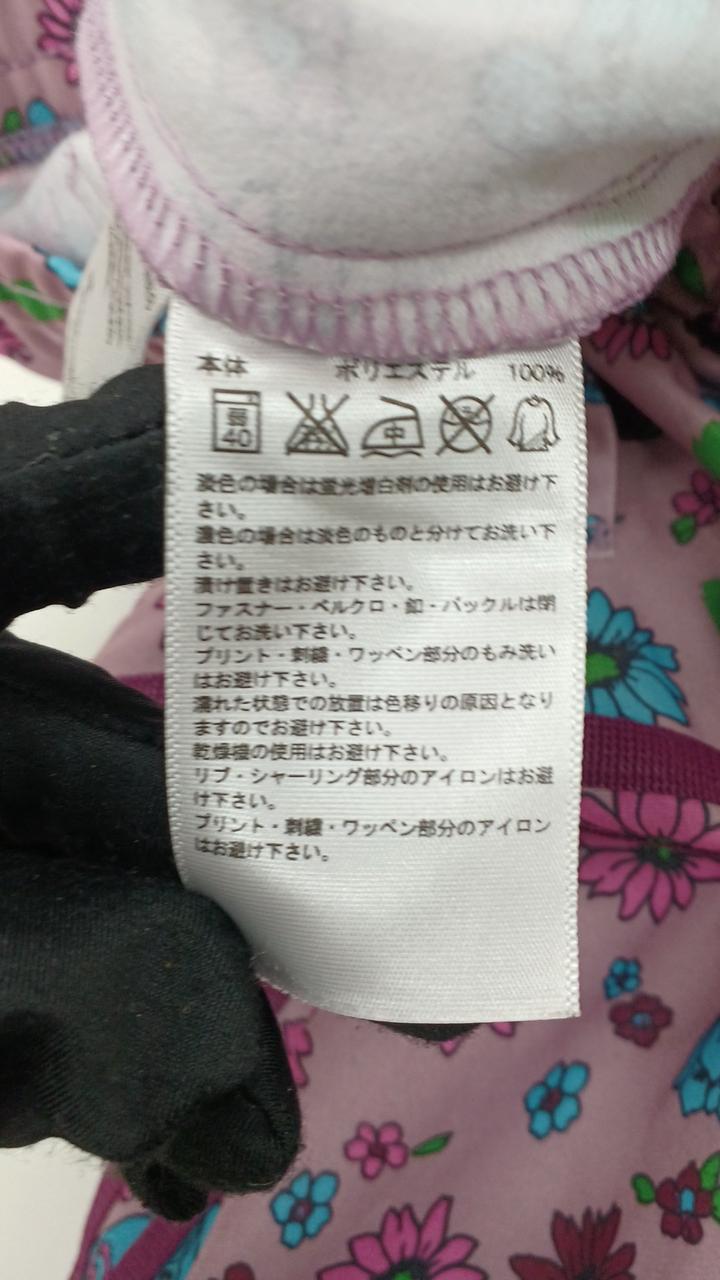 本体 ポリエステル 100%
弱 40 中
淡色の場合は蛍光増白剤の使用はお避け下
さい。
濃色の場合は淡色のものと分けてお洗い下
さい。
漬け置きはお避け下さい。
ファスナー・ベルクロ・釦・バックルは閉
じてお洗い下さい。
プリント・刺繍・ワッペン部分のもみ洗い
はお避け下さい。
濡れた状態での放置は色移りの原因となり
ますのでお避け下さい。
乾燥機の使用はお避け下さい。
リブ・シャーリング部分のアイロンはお避
け下さい。
プリント・刺繍・ワッペン部分のアイロン
はお避け下さい。